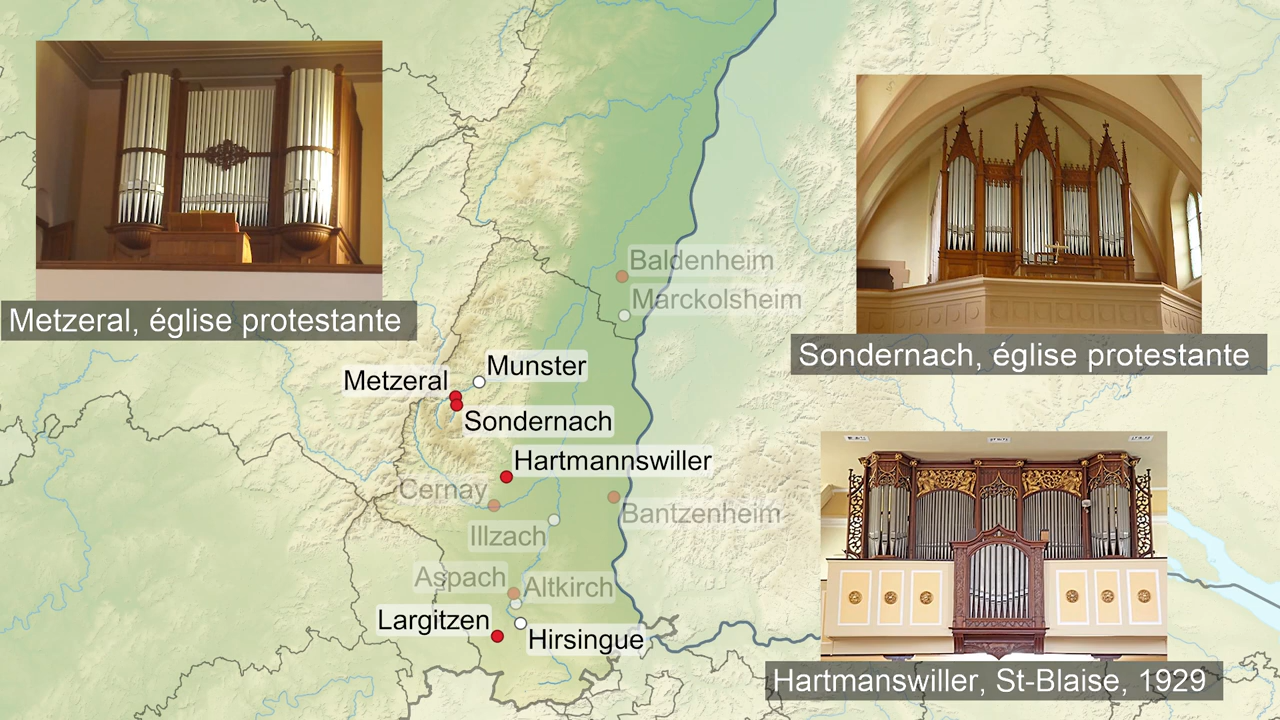 Baldenheim
Marckolsheim
Metzeral, église protestante
Sondernach, église protestante
Munster
Metzeral
Sondernach
Hartmannswiller
Cernay
Bantzenheim
Illzach
Aspach
Altkirch
Largitzen
Hirsingue
Hartmanswiller, St-Blaise, 1929